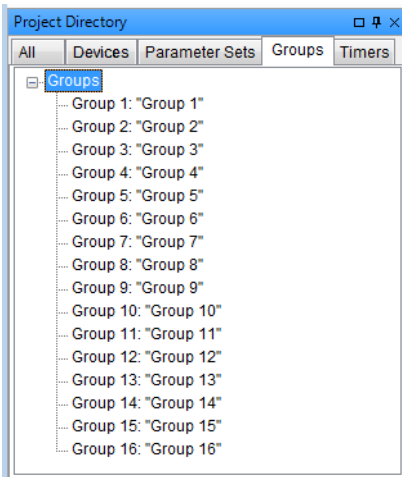 Project Directory
All Devices Parameter Sets Groups Timers
Groups
Group 1: "Group 1"
Group 2: "Group 2"
Group 3: "Group 3"
Group 4: "Group 4"
Group 5: "Group 5"
Group 6: "Group 6"
Group 7: "Group 7"
Group 8: "Group 8"
Group 9: "Group 9"
Group 10: "Group 10"
Group 11: "Group 11"
Group 12: "Group 12"
Group 13: "Group 13"
Group 14: "Group 14"
Group 15: "Group 15"
Group 16: "Group 16"